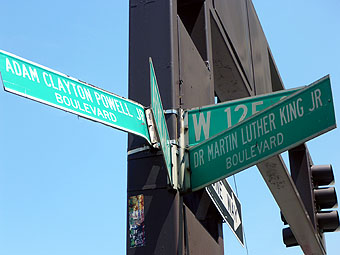 ADAM CLAYTON POWELL JR
BOULEVARD
W 125
DR MARTIN LUTHER KING JR
BOULEVARD